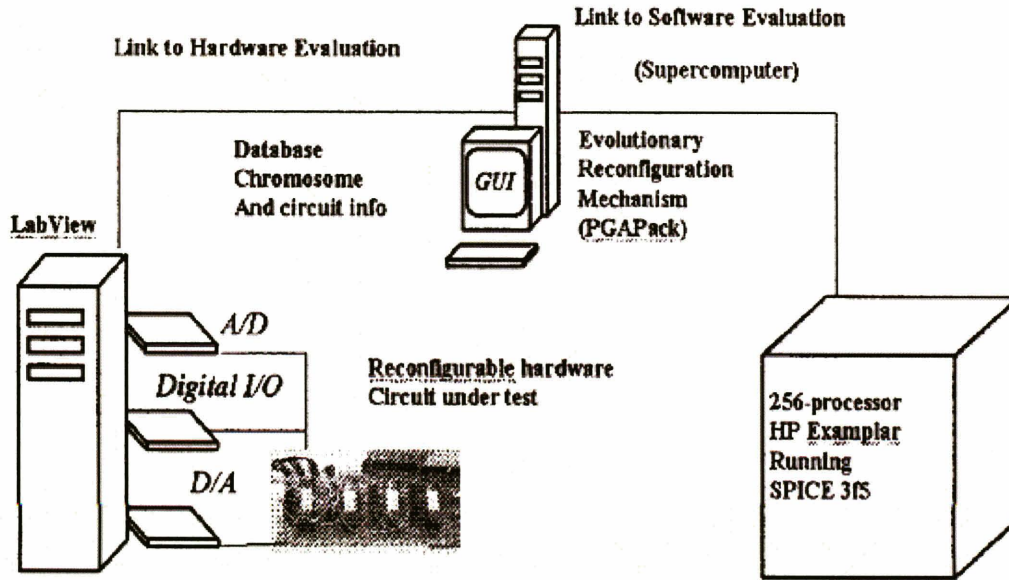 Link to Hardware Evaluation
Link to Software Evaluation
(Supercomputer)
Database
Chromosome
And circuit info
GUI
Evolutionary
Reconfiguration
Mechanism
(PGAPack)
LabView
A/D
Digital I/O
D/A
Reconfigurable hardware
Circuit under test
256-processor
HP Examplar
Running
SPICE 3f5